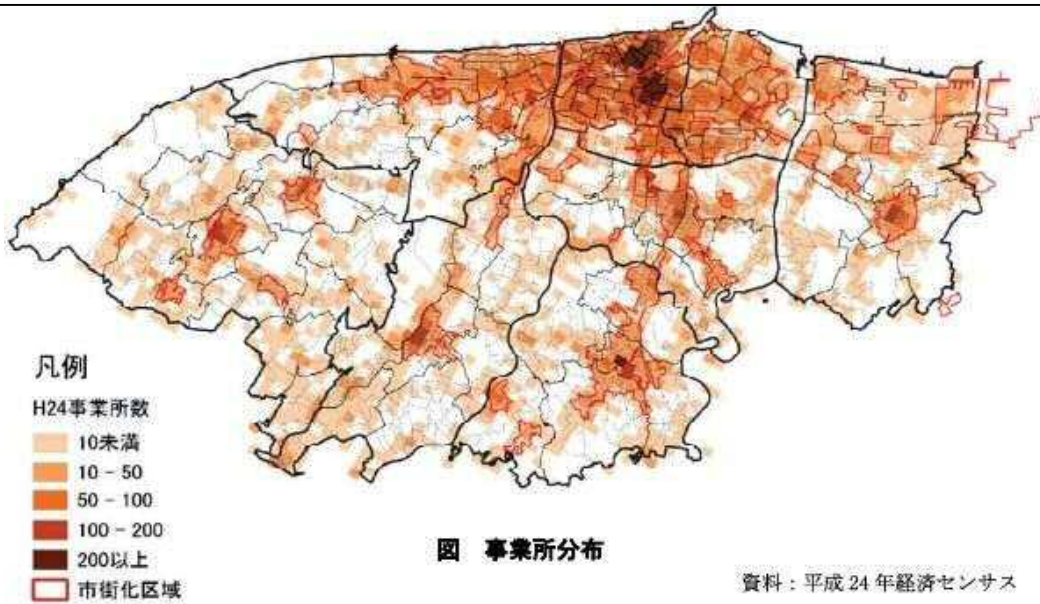 凡例
H24事業所数
10未満
10 - 50
50 - 100
100 - 200
200以上
市街化区域
図　事業所分布
資料：平成 24 年経済センサス